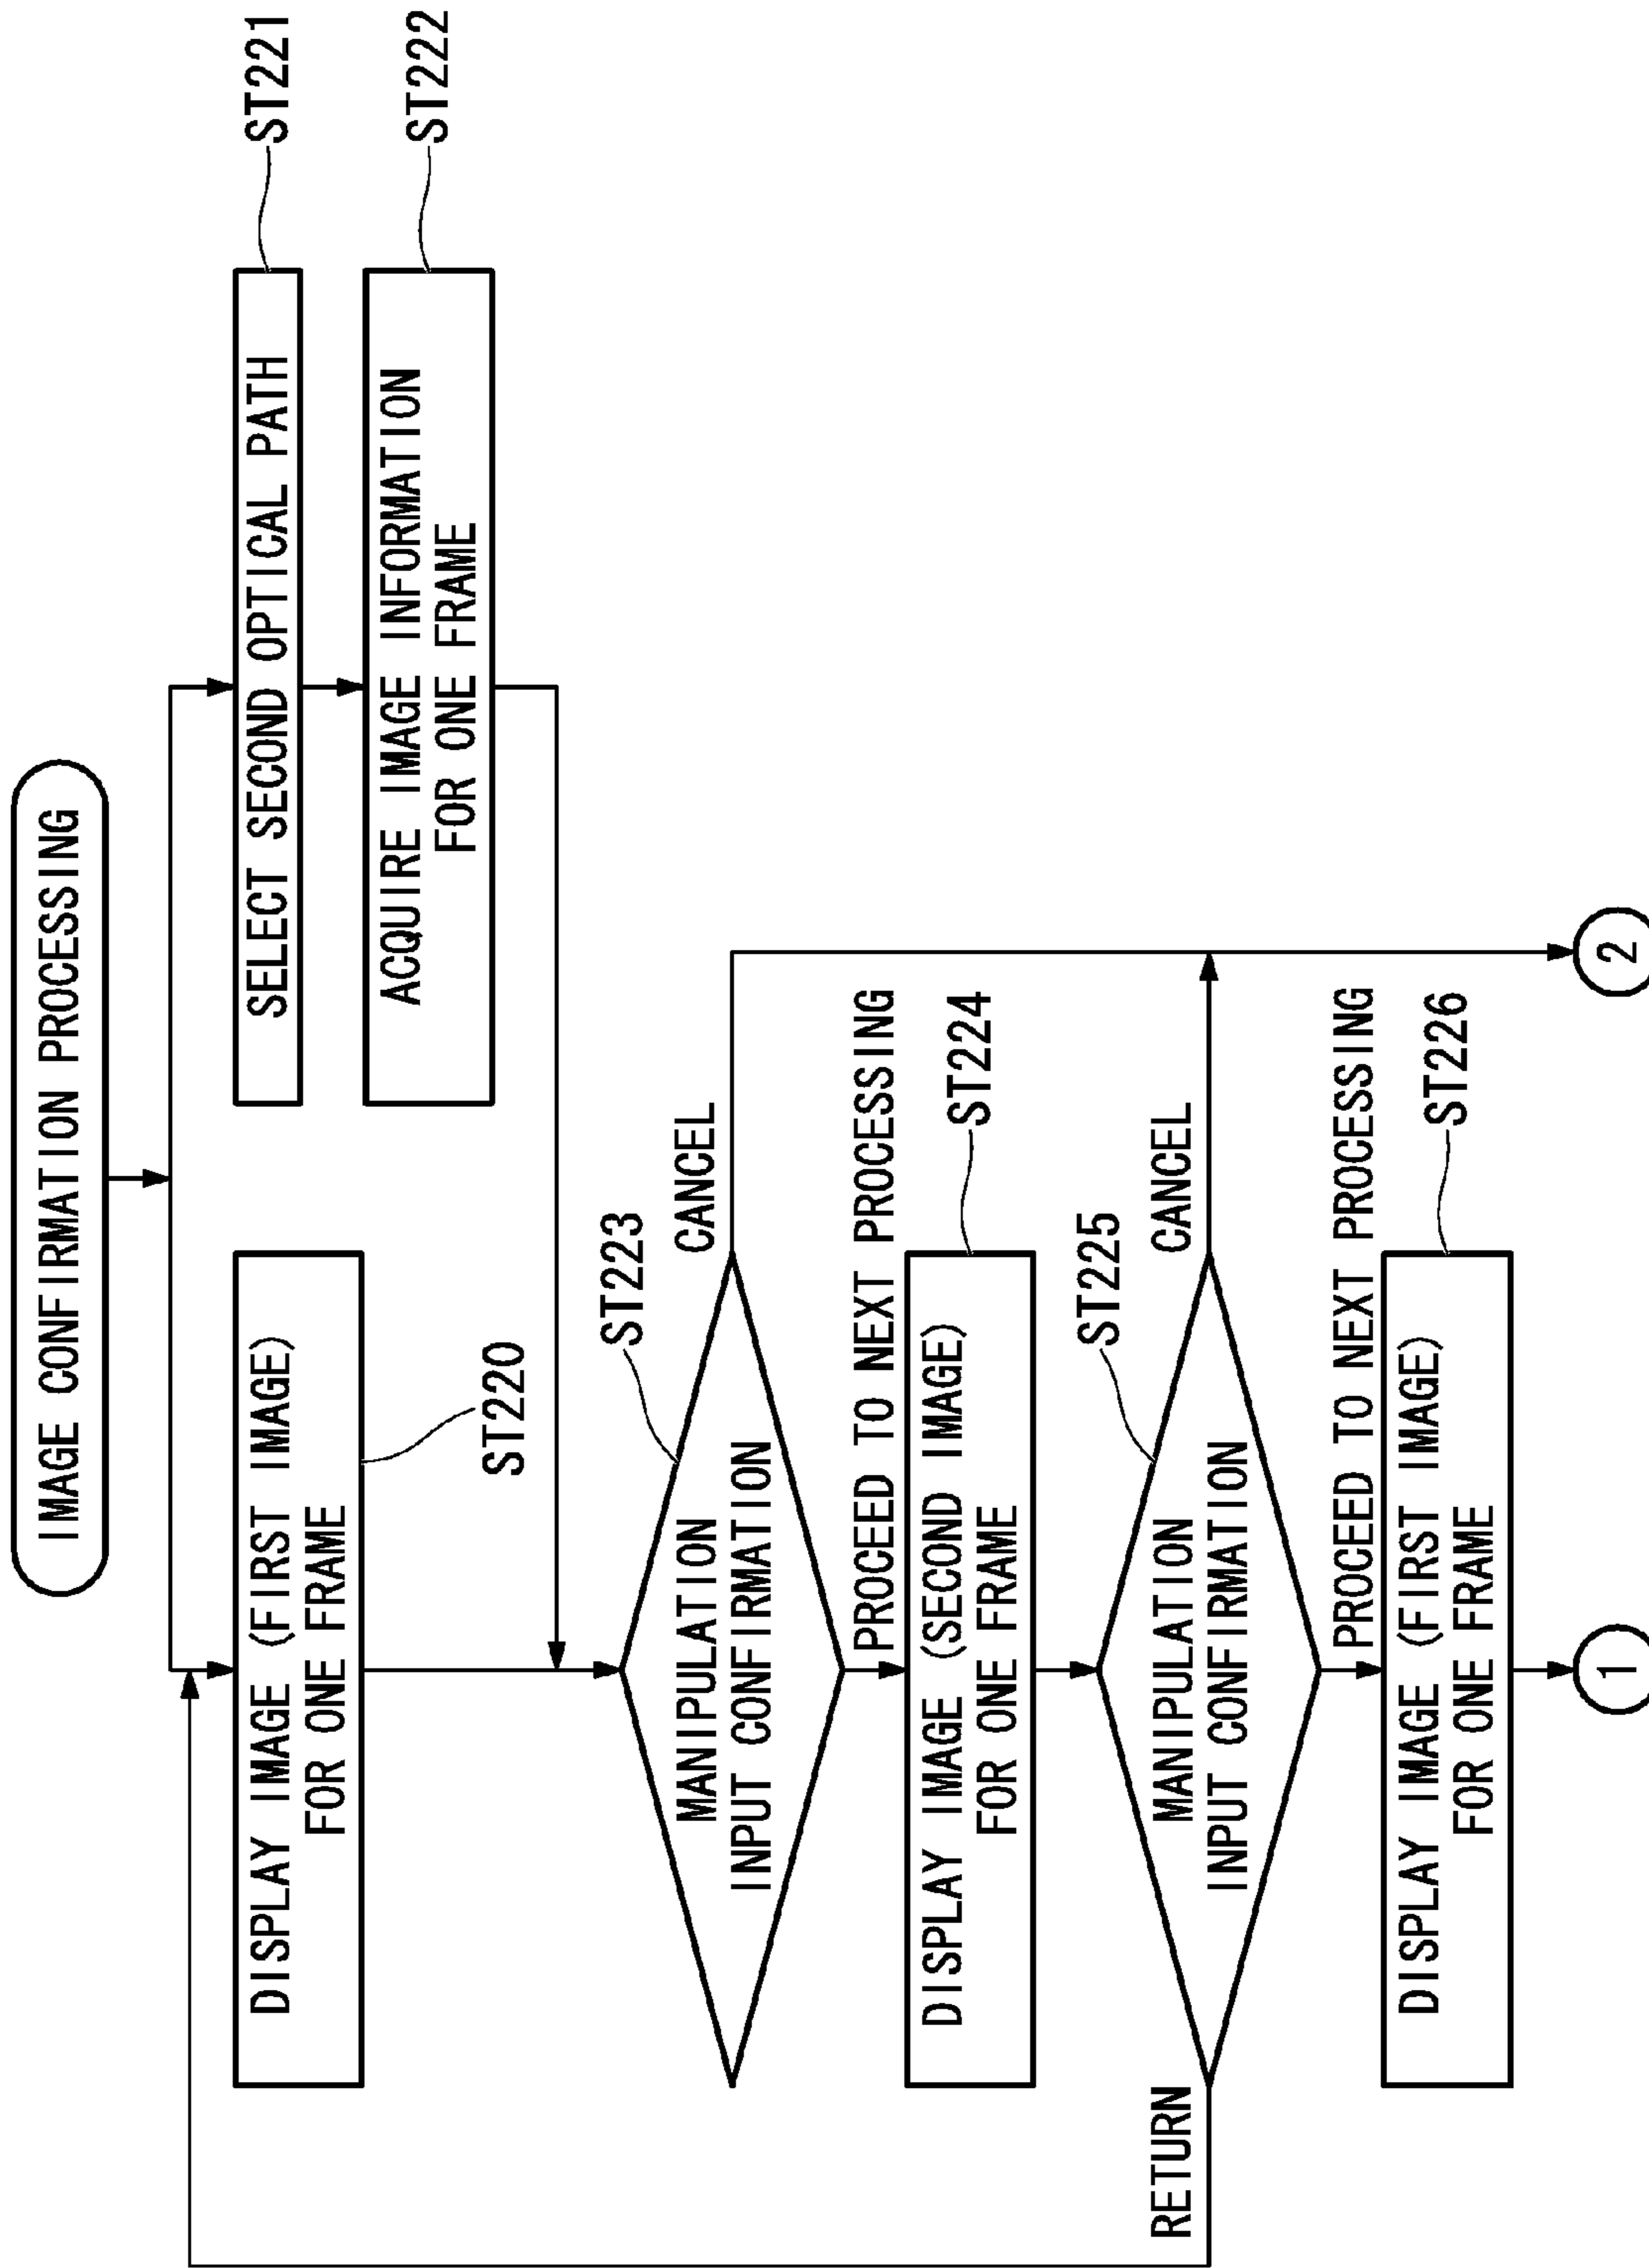 IMAGE CONFIRMATION PROCESSING
DISPLAY IMAGE (FIRST IMAGE)
FOR ONE FRAME
ST220
SELECT SECOND OPTICAL PATH
ST221
ACQUIRE IMAGE INFORMATION
FOR ONE FRAME
ST222
MANIPULATION
INPUT CONFIRMATION
ST223
CANCEL
PROCEED TO NEXT PROCESSING
DISPLAY IMAGE (SECOND IMAGE)
FOR ONE FRAME
ST224
RETURN
MANIPULATION
INPUT CONFIRMATION
ST225
CANCEL
PROCEED TO NEXT PROCESSING
DISPLAY IMAGE (FIRST IMAGE)
FOR ONE FRAME
ST226
1
2